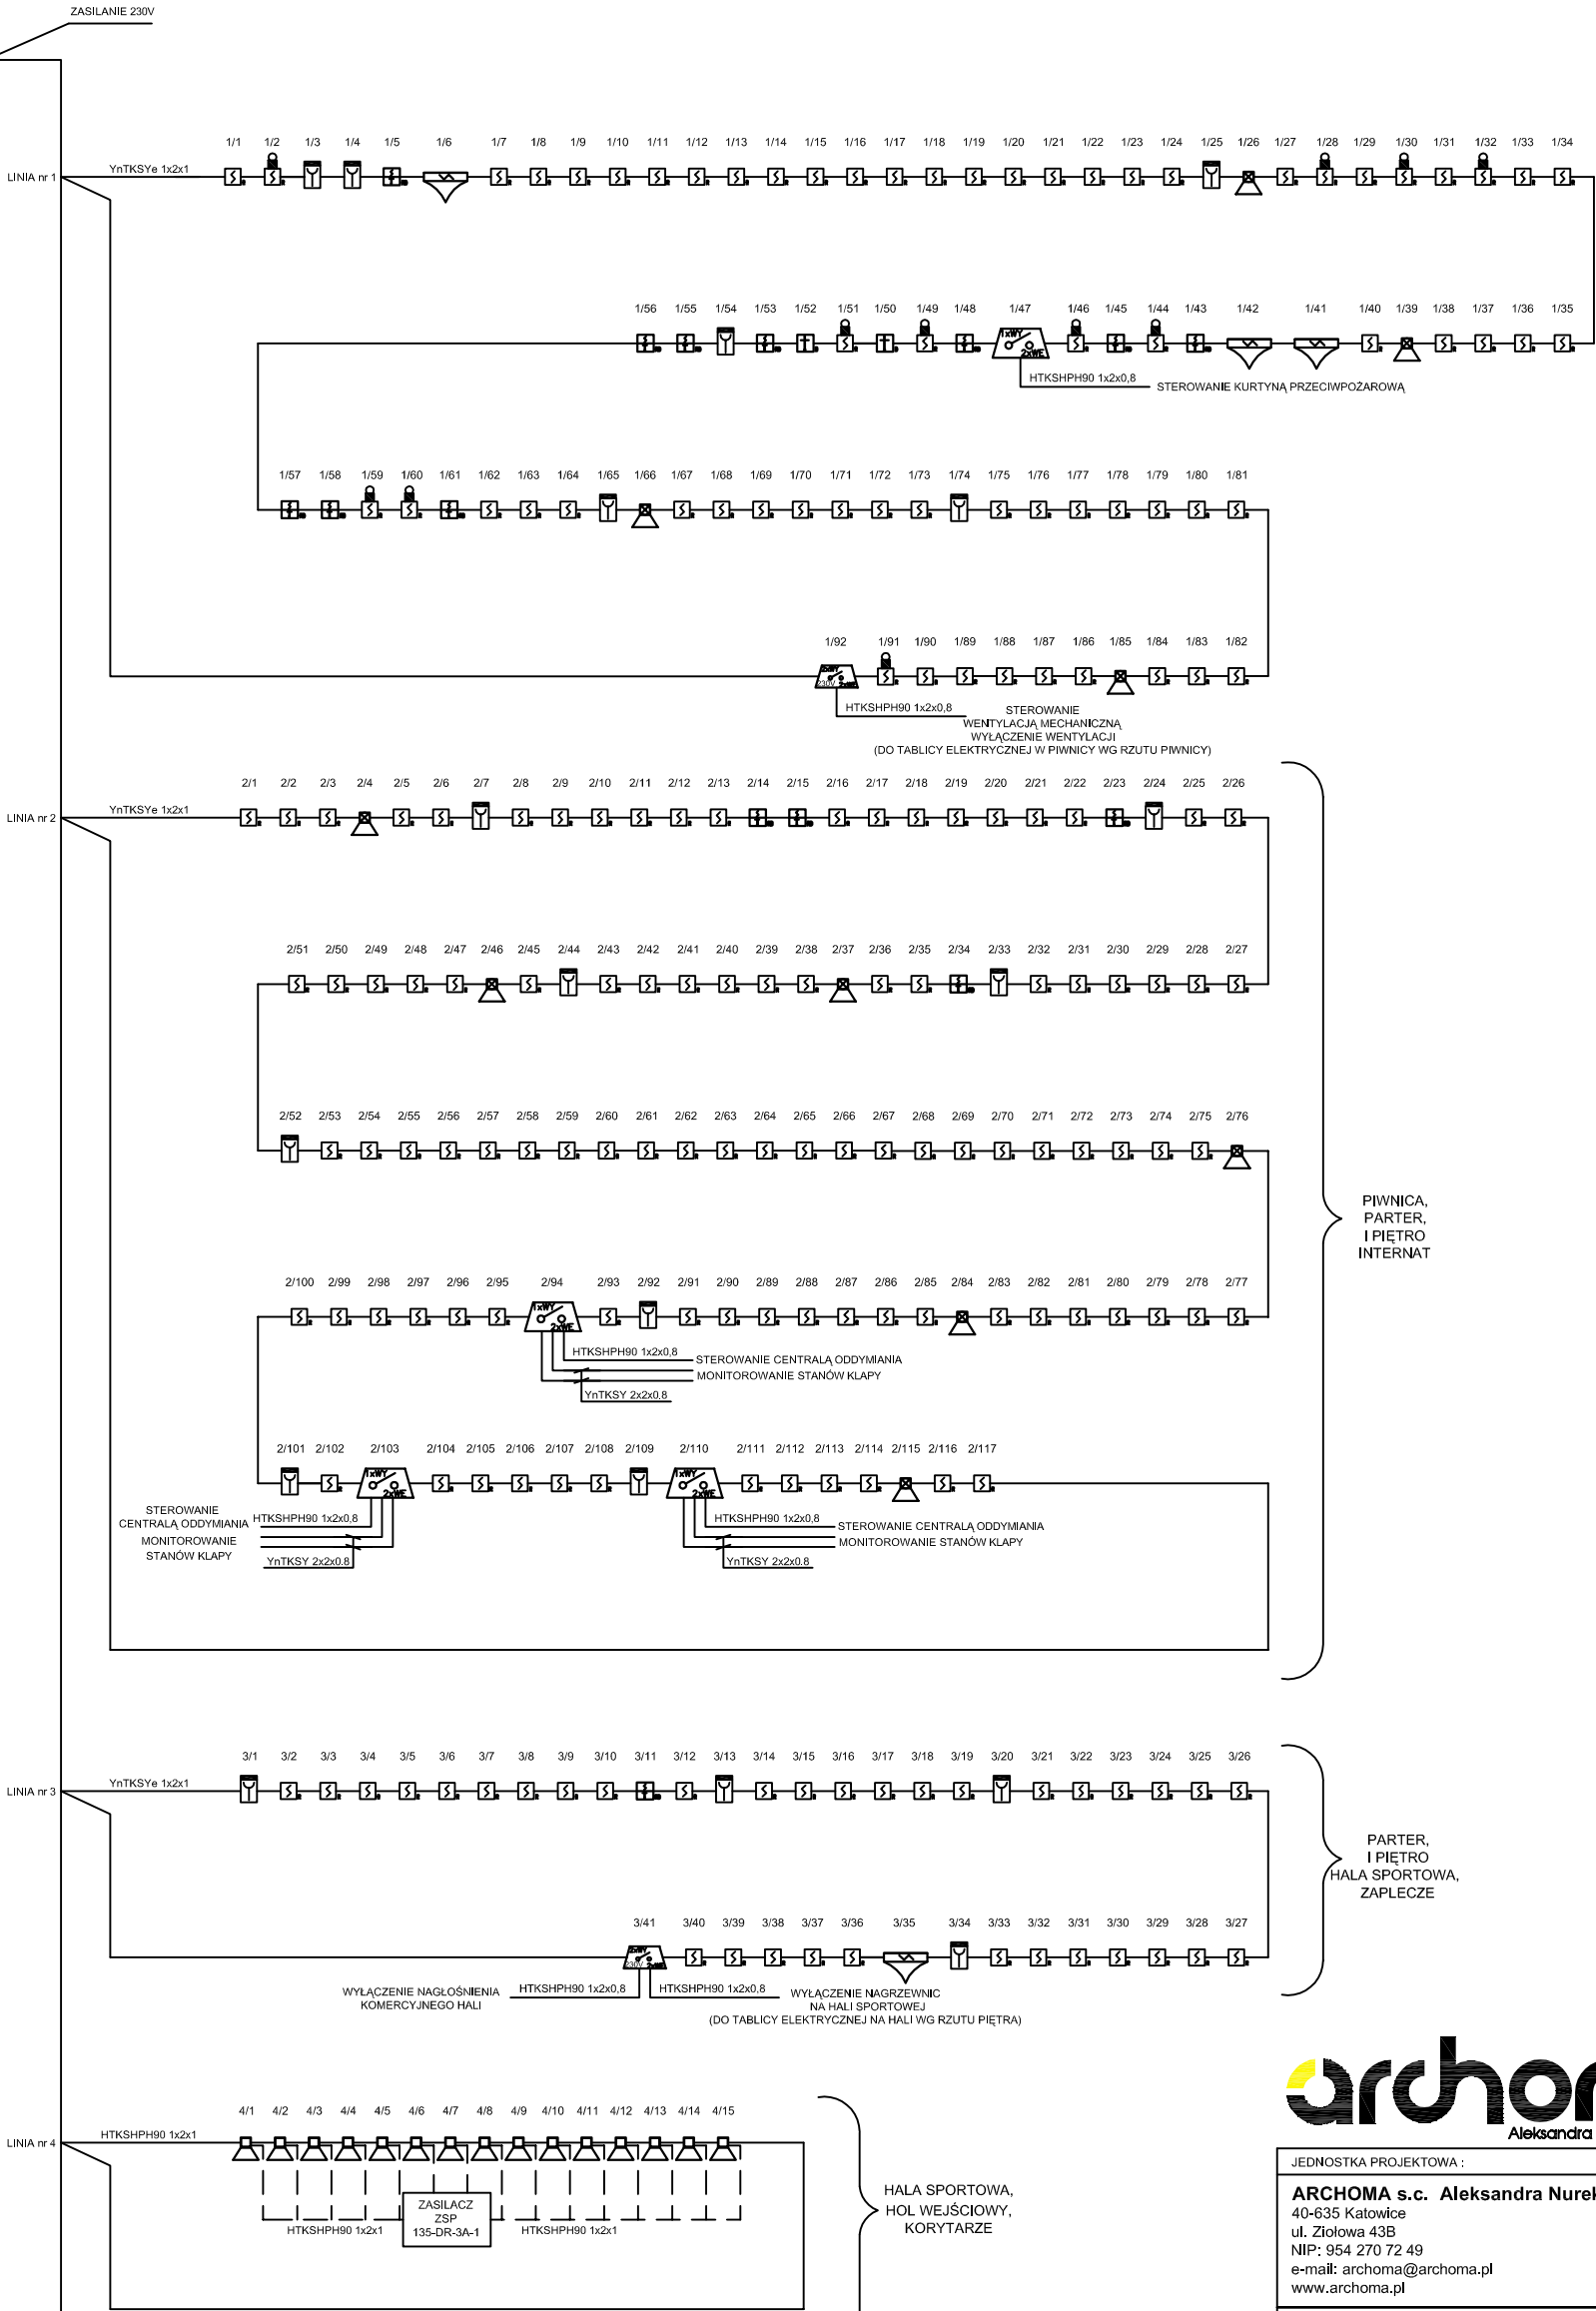 ZASILANIE 230V
1/1 1/2 1/3 1/4 1/5 1/6 1/7 1/8 1/9 1/10 1/11 1/12 1/13 1/14 1/15 1/16 1/17 1/18 1/19 1/20 1/21 1/22 1/23 1/24 1/25 1/26 1/27 1/28 1/29 1/30 1/31 1/32 1/33 1/34
LINIA nr 1
YnTKSYe 1x2x1
1/56 1/55 1/54 1/53 1/52 1/51 1/50 1/49 1/48 1/47 1/46 1/45 1/44 1/43 1/42 1/41 1/40 1/39 1/38 1/37 1/36 1/35
1xWY
2xWE
HTKSHPH90 1x2x0,8
STEROWANIE KURTYNĄ PRZECIWPOŻAROWĄ
1/57 1/58 1/59 1/60 1/61 1/62 1/63 1/64 1/65 1/66 1/67 1/68 1/69 1/70 1/71 1/72 1/73 1/74 1/75 1/76 1/77 1/78 1/79 1/80 1/81
1/92 1/91 1/90 1/89 1/88 1/87 1/86 1/85 1/84 1/83 1/82
2xWY
230V 2xWE
HTKSHPH90 1x2x0,8
STEROWANIE
WENTYLACJĄ MECHANICZNĄ
WYŁĄCZENIE WENTYLACJI
(DO TABLICY ELEKTRYCZNEJ W PIWNICY WG RZUTU PIWNICY)
2/1 2/2 2/3 2/4 2/5 2/6 2/7 2/8 2/9 2/10 2/11 2/12 2/13 2/14 2/15 2/16 2/17 2/18 2/19 2/20 2/21 2/22 2/23 2/24 2/25 2/26
LINIA nr 2
YnTKSYe 1x2x1
2/51 2/50 2/49 2/48 2/47 2/46 2/45 2/44 2/43 2/42 2/41 2/40 2/39 2/38 2/37 2/36 2/35 2/34 2/33 2/32 2/31 2/30 2/29 2/28 2/27
2/52 2/53 2/54 2/55 2/56 2/57 2/58 2/59 2/60 2/61 2/62 2/63 2/64 2/65 2/66 2/67 2/68 2/69 2/70 2/71 2/72 2/73 2/74 2/75 2/76
PIWNICA,
PARTER,
I PIĘTRO
INTERNAT
2/100 2/99 2/98 2/97 2/96 2/95 2/94 2/93 2/92 2/91 2/90 2/89 2/88 2/87 2/86 2/85 2/84 2/83 2/82 2/81 2/80 2/79 2/78 2/77
1xWY
2xWE
HTKSHPH90 1x2x0,8
STEROWANIE CENTRALĄ ODDYMIANIA
MONITOROWANIE STANÓW KLAPY
YnTKSY 2x2x0.8
2/101 2/102 2/103 2/104 2/105 2/106 2/107 2/108 2/109 2/110 2/111 2/112 2/113 2/114 2/115 2/116 2/117
1xWY
2xWE
1xWY
2xWE
STEROWANIE
CENTRALĄ ODDYMIANIA
HTKSHPH90 1x2x0,8
MONITOROWANIE
STANÓW KLAPY
YnTKSY 2x2x0.8
HTKSHPH90 1x2x0,8
STEROWANIE CENTRALĄ ODDYMIANIA
MONITOROWANIE STANÓW KLAPY
YnTKSY 2x2x0.8
3/1 3/2 3/3 3/4 3/5 3/6 3/7 3/8 3/9 3/10 3/11 3/12 3/13 3/14 3/15 3/16 3/17 3/18 3/19 3/20 3/21 3/22 3/23 3/24 3/25 3/26
LINIA nr 3
YnTKSYe 1x2x1
PARTER,
I PIĘTRO
HALA SPORTOWA,
ZAPLECZE
3/41 3/40 3/39 3/38 3/37 3/36 3/35 3/34 3/33 3/32 3/31 3/30 3/29 3/28 3/27
2xWY
230V 2xWE
WYŁĄCZENIE NAGŁOŚNIENIA
KOMERCYJNEGO HALI
HTKSHPH90 1x2x0,8
HTKSHPH90 1x2x0,8
WYŁĄCZENIE NAGRZEWNIC
NA HALI SPORTOWEJ
(DO TABLICY ELEKTRYCZNEJ NA HALI WG RZUTU PIĘTRA)
4/1 4/2 4/3 4/4 4/5 4/6 4/7 4/8 4/9 4/10 4/11 4/12 4/13 4/14 4/15
LINIA nr 4
HTKSHPH90 1x2x1
ZASILACZ
ZSP
135-DR-3A-1
HTKSHPH90 1x2x1
HTKSHPH90 1x2x1
HALA SPORTOWA,
HOL WEJŚCIOWY,
KORYTARZE
Aleksandra
JEDNOSTKA PROJEKTOWA :
ARCHOMA s.c. Aleksandra Nurek
40-635 Katowice
ul. Ziołowa 43B
NIP: 954 270 72 49
e-mail: archoma@archoma.pl
www.archoma.pl